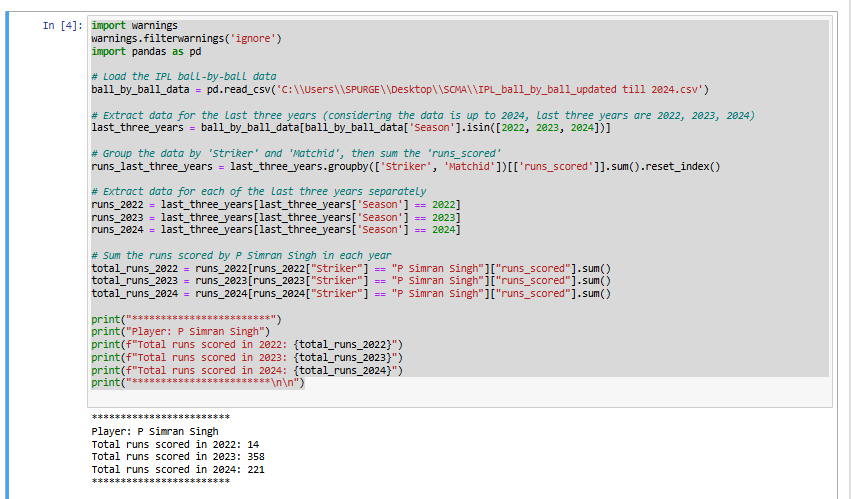 In [4]: import warnings
warnings.filterwarnings('ignore')
import pandas as pd
# Load the IPL ball-by-ball data
ball_by_ball_data = pd.read_csv('C:\\Users\\SPURGE\\Desktop\\SCMA\\IPL_ball_by_ball_updated till 2024.csv')
# Extract data for the last three years (considering the data is up to 2024, last three years are 2022, 2023, 2024)
last_three_years = ball_by_ball_data[ball_by_ball_data['Season'].isin([2022, 2023, 2024])]
# Group the data by 'Striker' and 'Matchid', then sum the 'runs_scored'
runs_last_three_years = last_three_years.groupby(['Striker', 'Matchid'])[['runs_scored']].sum().reset_index()
# Extract data for each of the last three years separately
runs_2022 = last_three_years[last_three_years['Season'] == 2022]
runs_2023 = last_three_years[last_three_years['Season'] == 2023]
runs_2024 = last_three_years[last_three_years['Season'] == 2024]
# Sum the runs scored by P Simran Singh in each year
total_runs_2022 = runs_2022[runs_2022["Striker"] == "P Simran Singh"]["runs_scored"].sum()
total_runs_2023 = runs_2023[runs_2023["Striker"] == "P Simran Singh"]["runs_scored"].sum()
total_runs_2024 = runs_2024[runs_2024["Striker"] == "P Simran Singh"]["runs_scored"].sum()
print("************************")
print("Player: P Simran Singh")
print(f"Total runs scored in 2022: {total_runs_2022}")
print(f"Total runs scored in 2023: {total_runs_2023}")
print(f"Total runs scored in 2024: {total_runs_2024}")
print("************************\n\n")
************************
Player: P Simran Singh
Total runs scored in 2022: 14
Total runs scored in 2023: 358
Total runs scored in 2024: 221
************************